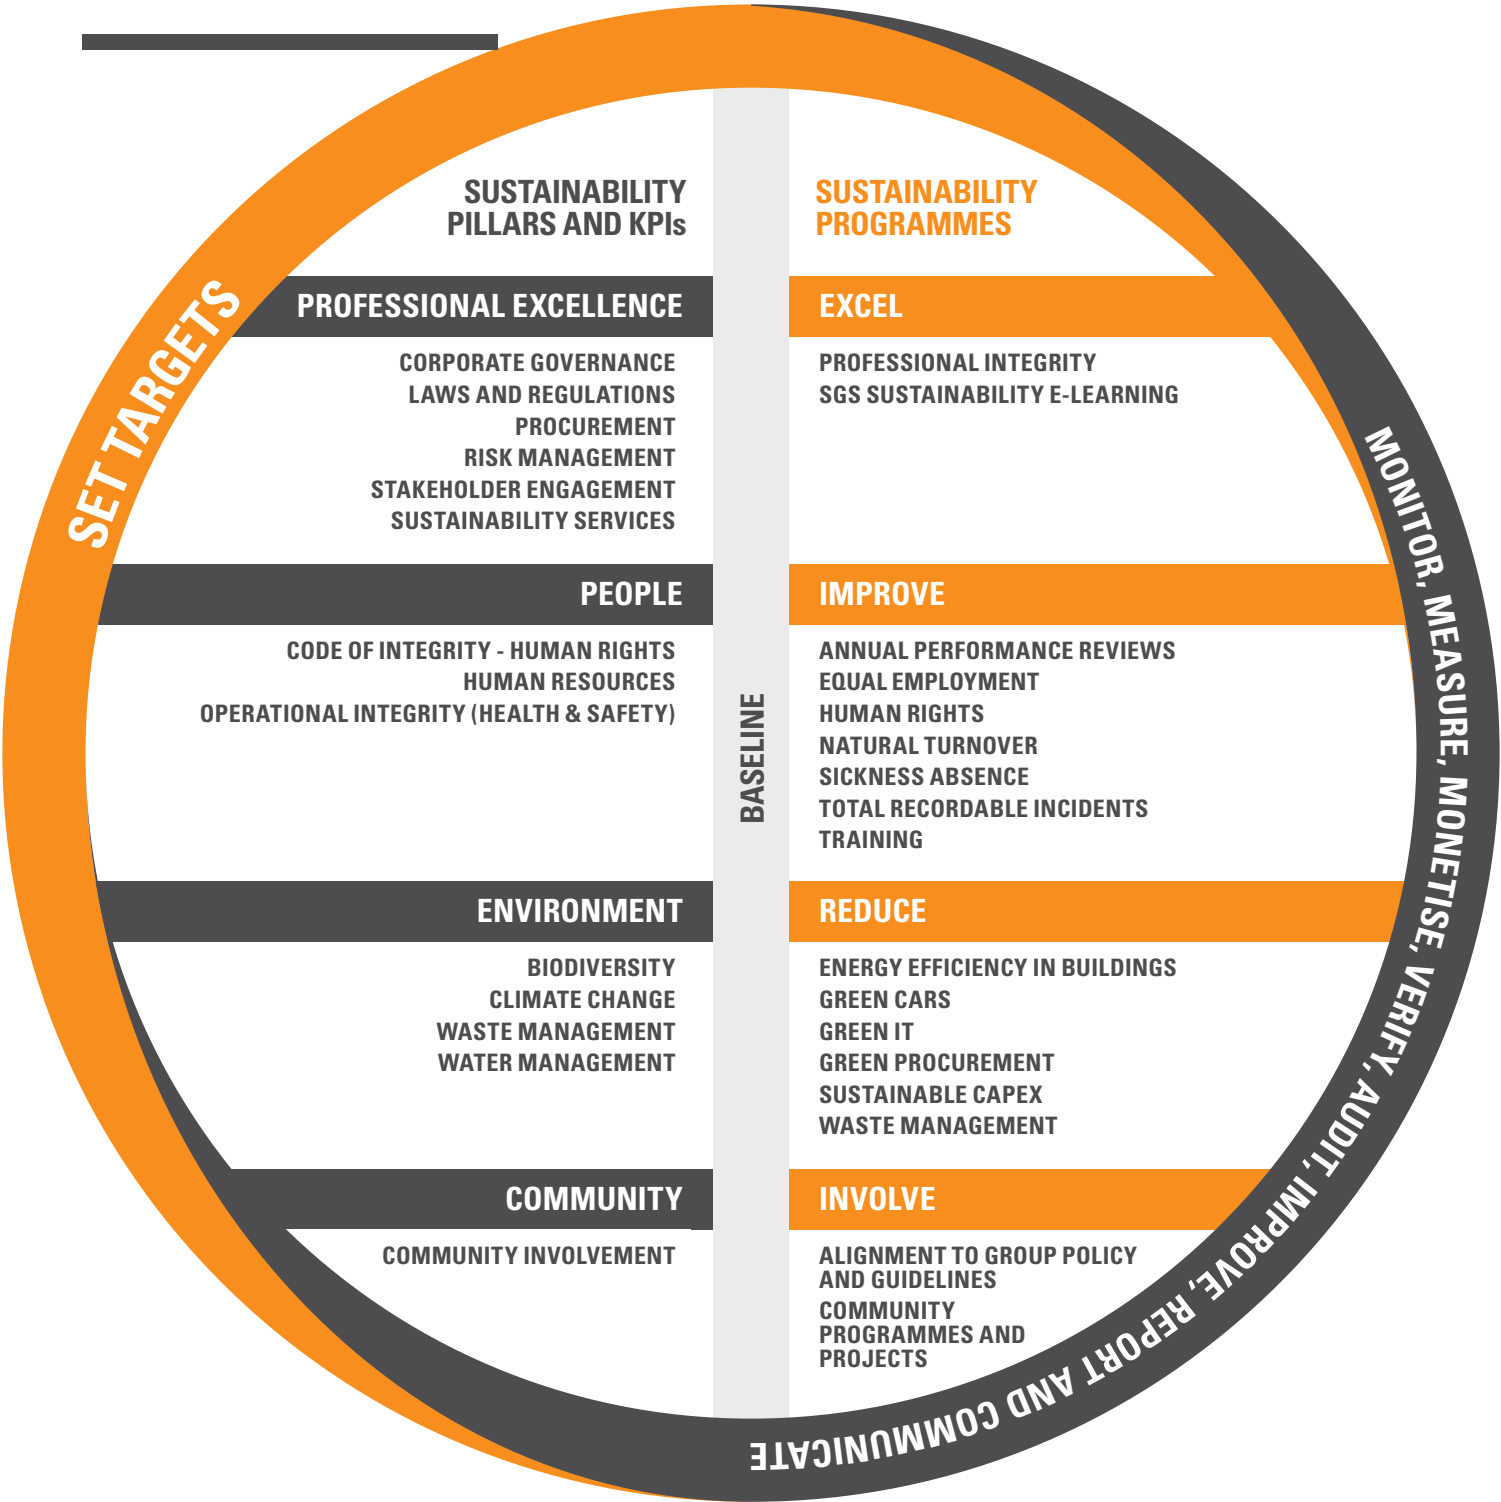 SET TARGETS
SUSTAINABILITY
PILLARS AND KPIs
PROFESSIONAL EXCELLENCE
CORPORATE GOVERNANCE
LAWS AND REGULATIONS
PROCUREMENT
RISK MANAGEMENT
STAKEHOLDER ENGAGEMENT
SUSTAINABILITY SERVICES
PEOPLE
CODE OF INTEGRITY - HUMAN RIGHTS
HUMAN RESOURCES
OPERATIONAL INTEGRITY (HEALTH & SAFETY)
ENVIRONMENT
BIODIVERSITY
CLIMATE CHANGE
WASTE MANAGEMENT
WATER MANAGEMENT
COMMUNITY
COMMUNITY INVOLVEMENT
BASELINE
SUSTAINABILITY
PROGRAMMES
EXCEL
PROFESSIONAL INTEGRITY
SGS SUSTAINABILITY E-LEARNING
IMPROVE
ANNUAL PERFORMANCE REVIEWS
EQUAL EMPLOYMENT
HUMAN RIGHTS
NATURAL TURNOVER
SICKNESS ABSENCE
TOTAL RECORDABLE INCIDENTS
TRAINING
REDUCE
ENERGY EFFICIENCY IN BUILDINGS
GREEN CARS
GREEN IT
GREEN PROCUREMENT
SUSTAINABLE CAPEX
WASTE MANAGEMENT
INVOLVE
ALIGNMENT TO GROUP POLICY
AND GUIDELINES
COMMUNITY
PROGRAMMES AND
PROJECTS
MONITOR, MEASURE, MONETISE, VERIFY, AUDIT, IMPROVE, REPORT AND COMMUNICATE